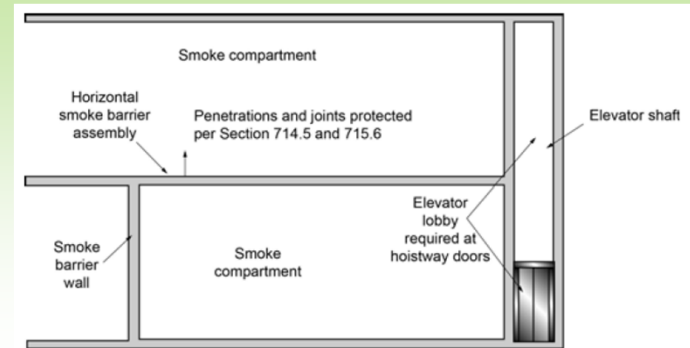 Smoke compartment
Horizontal
smoke barrier
assembly
Penetrations and joints protected
per Section 714.5 and 715.6
Elevator shaft
Elevator
lobby
required at
hoistway doors
Smoke
barrier
wall
Smoke
compartment